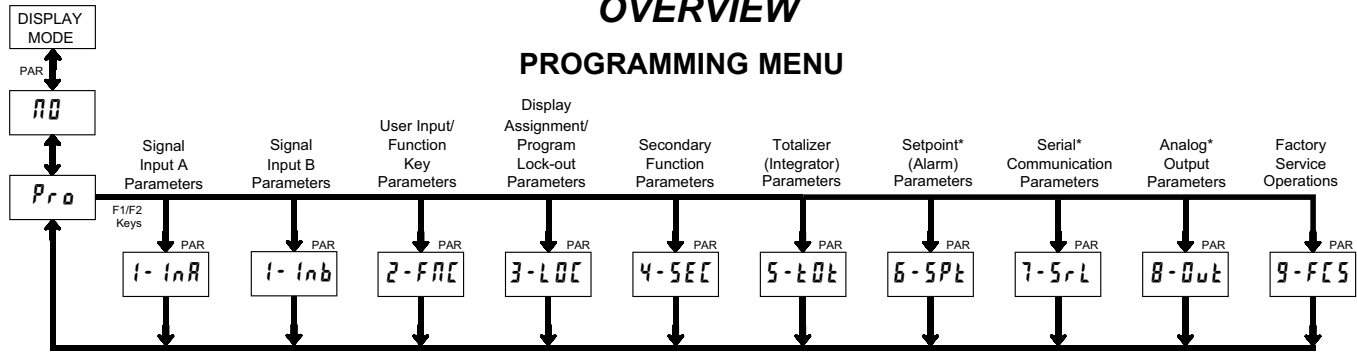 OVERVIEW
PROGRAMMING MENU
DISPLAY
MODE
PAR
NO
Pro
F1/F2
Keys
Signal
Input A
Parameters
Signal
Input B
Parameters
User Input/
Function
Key
Parameters
Display
Assignment/
Program
Lock-out
Parameters
Secondary
Function
Parameters
Totalizer
(Integrator)
Parameters
Setpoint*
(Alarm)
Parameters
Serial*
Communication
Parameters
Analog*
Output
Parameters
Factory
Service
Operations
PAR
PAR
PAR
PAR
PAR
PAR
PAR
PAR
PAR
PAR
1-InA
1-Inb
2-FNC
3-LOC
4-SEC
5-tOt
6-SPt
7-SrL
8-Out
9-FCS